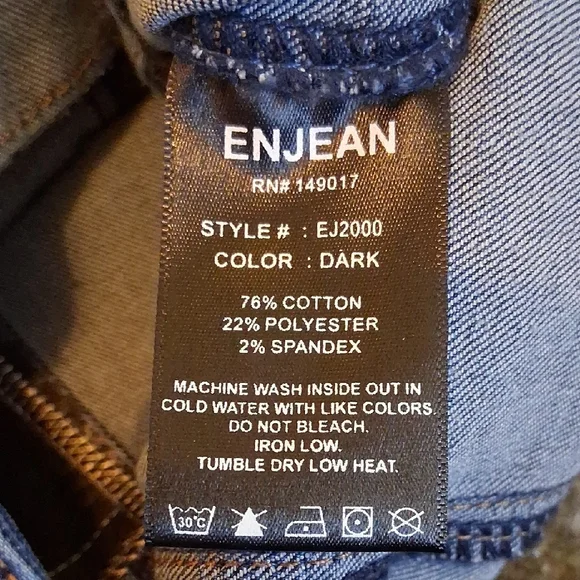 ENJEAN
RN# 149017
STYLE # : EJ2000
COLOR : DARK
76% COTTON
22% POLYESTER
2% SPANDEX
MACHINE WASH INSIDE OUT IN
COLD WATER WITH LIKE COLORS.
DO NOT BLEACH.
IRON LOW.
TUMBLE DRY LOW HEAT.
30°C